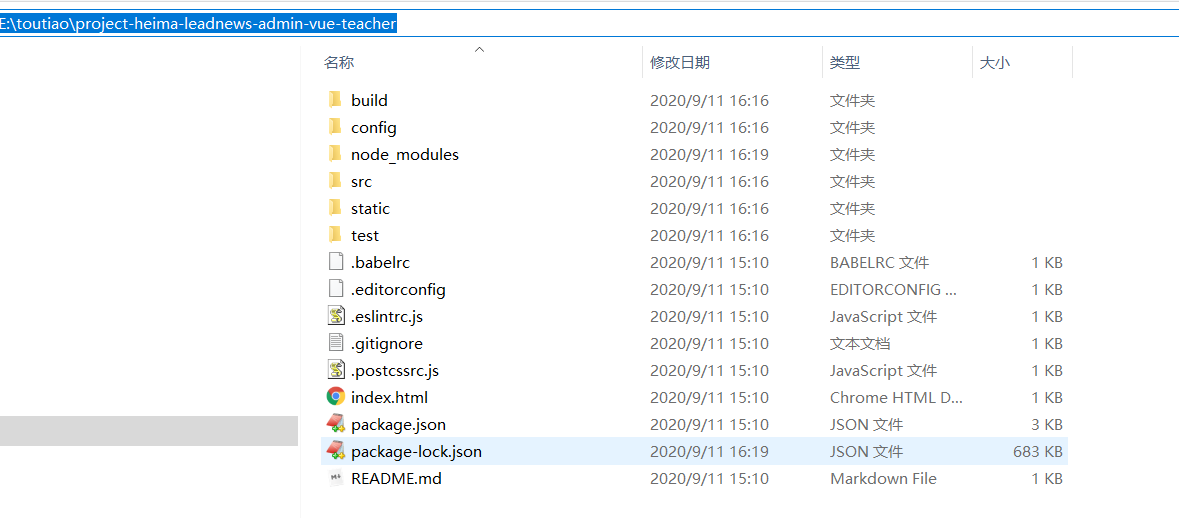 E:\toutiao\project-heima-leadnews-admin-vue-teacher
名称 修改日期 类型 大小
build 2020/9/11 16:16 文件夹
config 2020/9/11 16:16 文件夹
node_modules 2020/9/11 16:19 文件夹
src 2020/9/11 16:16 文件夹
static 2020/9/11 16:16 文件夹
test 2020/9/11 16:16 文件夹
.babelrc 2020/9/11 15:10 BABELRC 文件 1 KB
.editorconfig 2020/9/11 15:10 EDITORCONFIG ... 1 KB
.eslintrc.js 2020/9/11 15:10 JavaScript 文件 1 KB
.gitignore 2020/9/11 15:10 文本文档 1 KB
.postcssrc.js 2020/9/11 15:10 JavaScript 文件 1 KB
index.html 2020/9/11 15:10 Chrome HTML D... 1 KB
package.json 2020/9/11 15:10 JSON 文件 3 KB
package-lock.json 2020/9/11 16:19 JSON 文件 683 KB
README.md 2020/9/11 15:10 Markdown File 1 KB